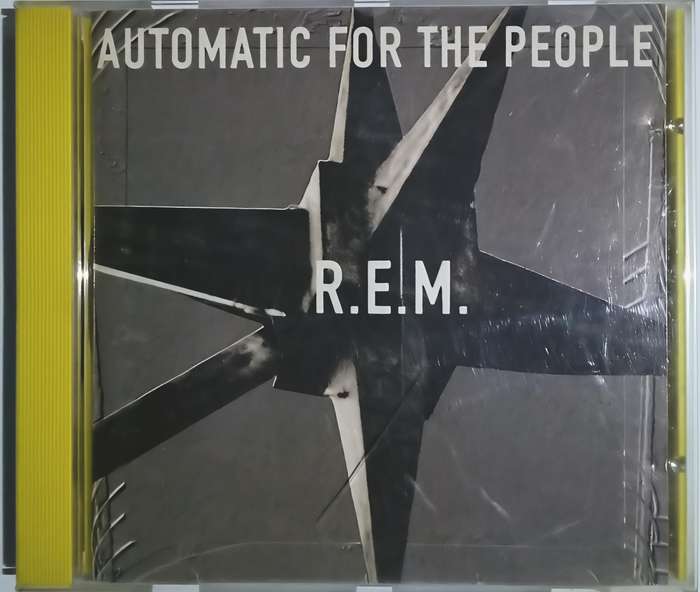 AUTOMATIC FOR THE PEOPLE
R.E.M.